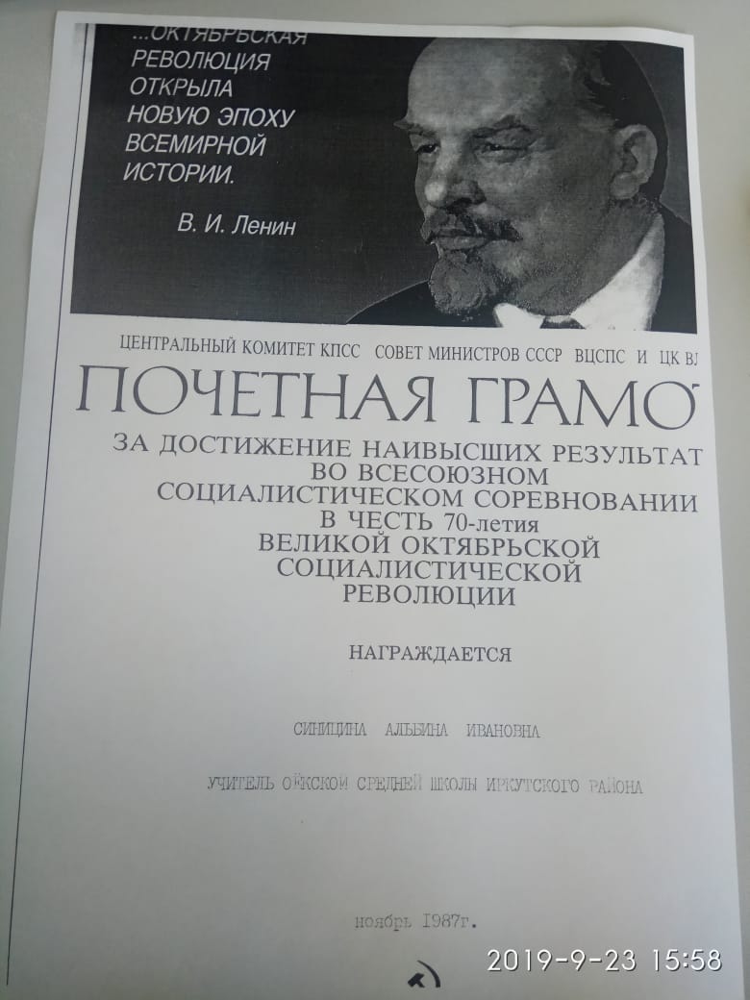 ...ОКТЯБРЬСКАЯ
РЕВОЛЮЦИЯ
ОТКРЫЛА
НОВУЮ ЭПОХУ
ВСЕМИРНОЙ
ИСТОРИИ.
В. И. Ленин
ЦЕНТРАЛЬНЫЙ КОМИТЕТ КПСС СОВЕТ МИНИСТРОВ СССР ВЦСПС И ЦК ВЛ
ПОЧЕТНАЯ ГРАМОТ
ЗА ДОСТИЖЕНИЕ НАИВЫСШИХ РЕЗУЛЬТАТ
ВО ВСЕСОЮЗНОМ
СОЦИАЛИСТИЧЕСКОМ СОРЕВНОВАНИИ
В ЧЕСТЬ 70-летия
ВЕЛИКОЙ ОКТЯБРЬСКОЙ
СОЦИАЛИСТИЧЕСКОЙ
РЕВОЛЮЦИИ
НАГРАЖДАЕТСЯ
СИНИЦИНА АЛЬБИНА ИВАНОВНА
УЧИТЕЛЬ ОЁКСКОЙ СРЕДНЕЙ ШКОЛЫ ИРКУТСКОГО РАЙОНА
ноябрь 1987г.
2019-9-23 15:58